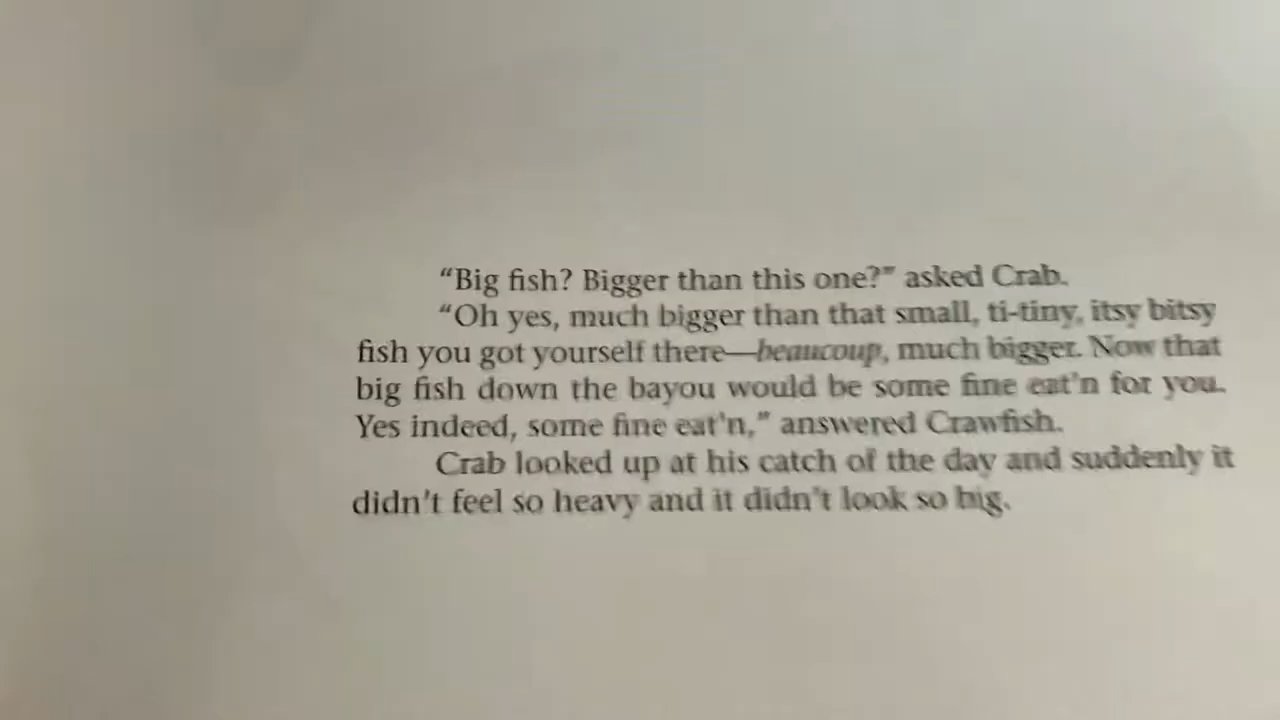 “Big fish? Bigger than this one?” asked Crab.
“Oh yes, much bigger than that small, ti-tiny, itsy bitsy
fish you got yourself there—beaucoup, much bigger. Now that
big fish down the bayou would be some fine eat'n for you.
Yes indeed, some fine eat'n,” answered Crawfish.
Crab looked up at his catch of the day and suddenly it
didn't feel so heavy and it didn't look so big.